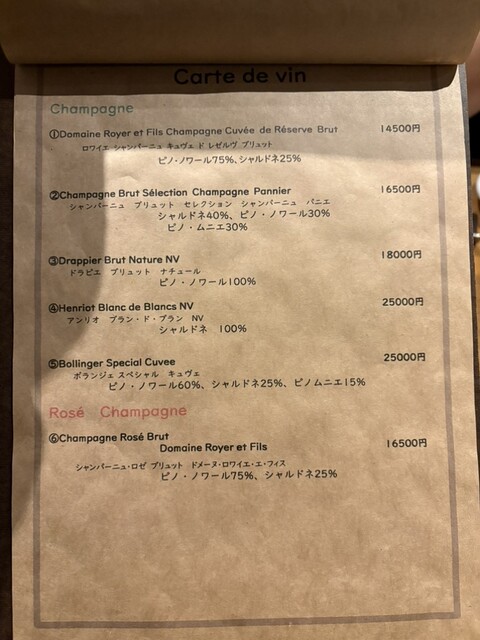 Carte de vin
Champagne
①Domaine Royer et Fils Champagne Cuvée de Réserve Brut 14500円
ロワイエ シャンパーニュ キュヴェ ド レゼルヴ ブリュット
ピノ・ノワール75%、シャルドネ25%
②Champagne Brut Sélection Champagne Pannier 16500円
シャンパーニュ ブリュット セレクション シャンパーニュ パニエ
シャルドネ40%、ピノ・ノワール30%
ピノ・ムニエ30%
③Drappier Brut Nature NV 18000円
ドラピエ ブリュット ナチュール
ピノ・ノワール100%
④Henriot Blanc de Blancs NV 25000円
アンリオ ブラン・ド・ブラン NV
シャルドネ 100%
⑤Bollinger Special Cuvee 25000円
ボランジェ スペシャル キュヴェ
ピノ・ノワール60%、シャルドネ25%、ピノムニエ15%
Rosé Champagne
⑥Champagne Rosé Brut
Domaine Royer et Fils 16500円
シャンパーニュ・ロゼ ブリュット ドメーヌ・ロワイエ・エ・フィス
ピノ・ノワール75%、シャルドネ25%